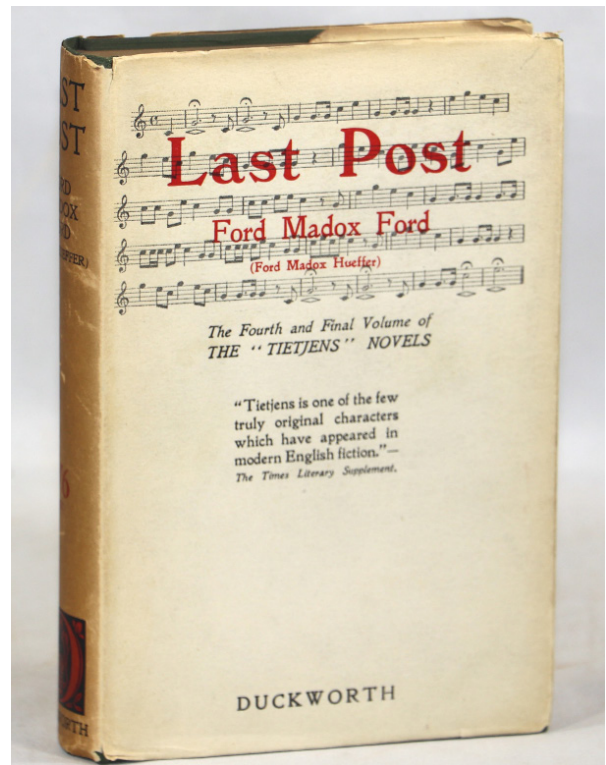 Last Post
Ford Madox Ford
(Ford Madox Hueffer)
The Fourth and Final Volume of
THE "TIETJENS" NOVELS
"Tietjens is one of the few
truly original characters
which have appeared in
modern English fiction."—
The Times Literary Supplement.
DUCKWORTH